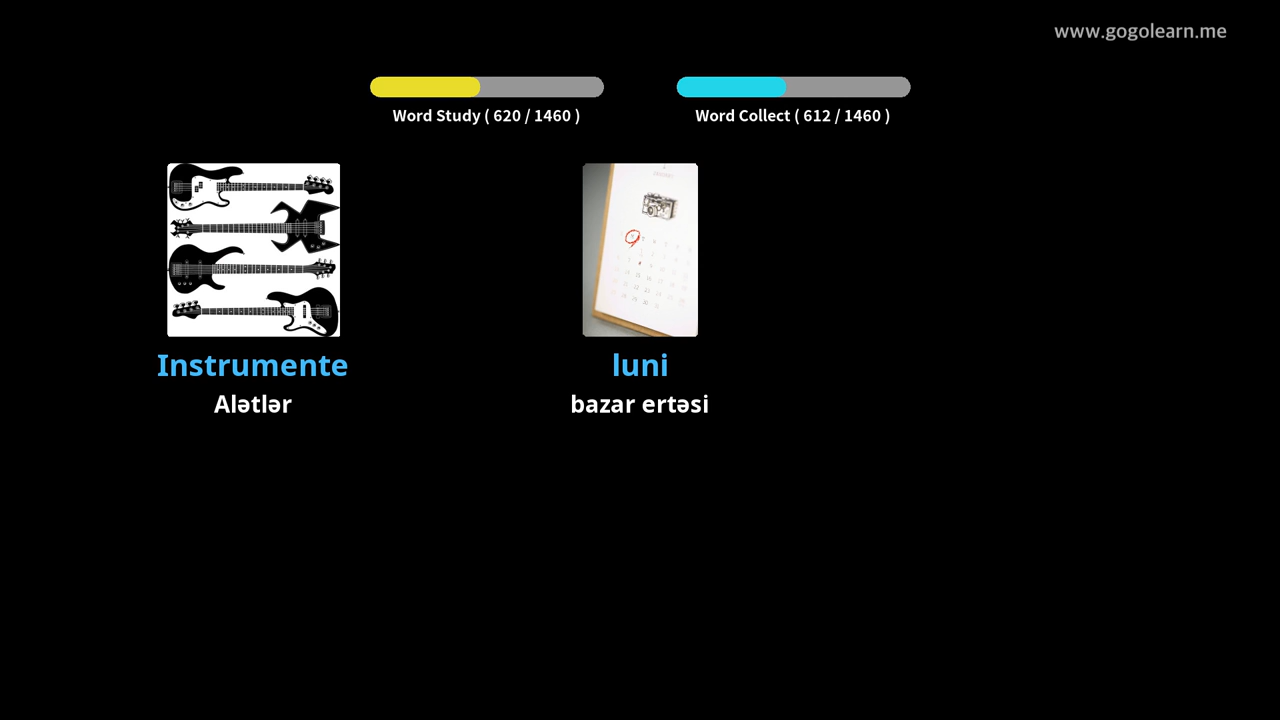 www.gogolearn.me
Word Study ( 620 / 1460 )
Word Collect ( 612 / 1460 )
Instrumente
luni
Alətlər
bazar ertəsi